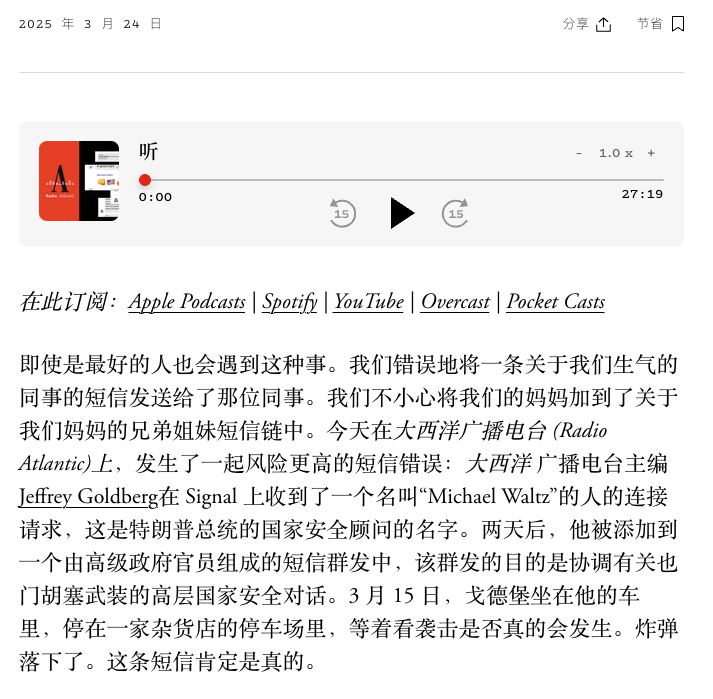 2025 年 3 月 24 日
分享
节省
听
- 1.0 x +
0:00
27:19
15
15
A
Radio Atlantic
在此订阅：Apple Podcasts | Spotify | YouTube | Overcast | Pocket Casts
即使是最好的人也会遇到这种事。我们错误地将一条关于我们生气的
同事的短信发送给了那位同事。我们不小心将我们的妈妈加到了关于
我们妈妈的兄弟姐妹短信链中。今天在大西洋广播电台 (Radio
Atlantic)上，发生了一起风险更高的短信错误：大西洋 广播电台主编
Jeffrey Goldberg在 Signal 上收到了一个名叫“Michael Waltz”的人的连接
请求，这是特朗普总统的国家安全顾问的名字。两天后，他被添加到
一个由高级政府官员组成的短信群发中，该群发的目的是协调有关也
门胡塞武装的高层国家安全对话。3 月 15 日，戈德堡坐在他的车
里，停在一家杂货店的停车场里，等着看袭击是否真的会发生。炸弹
落下了。这条短信肯定是真的。